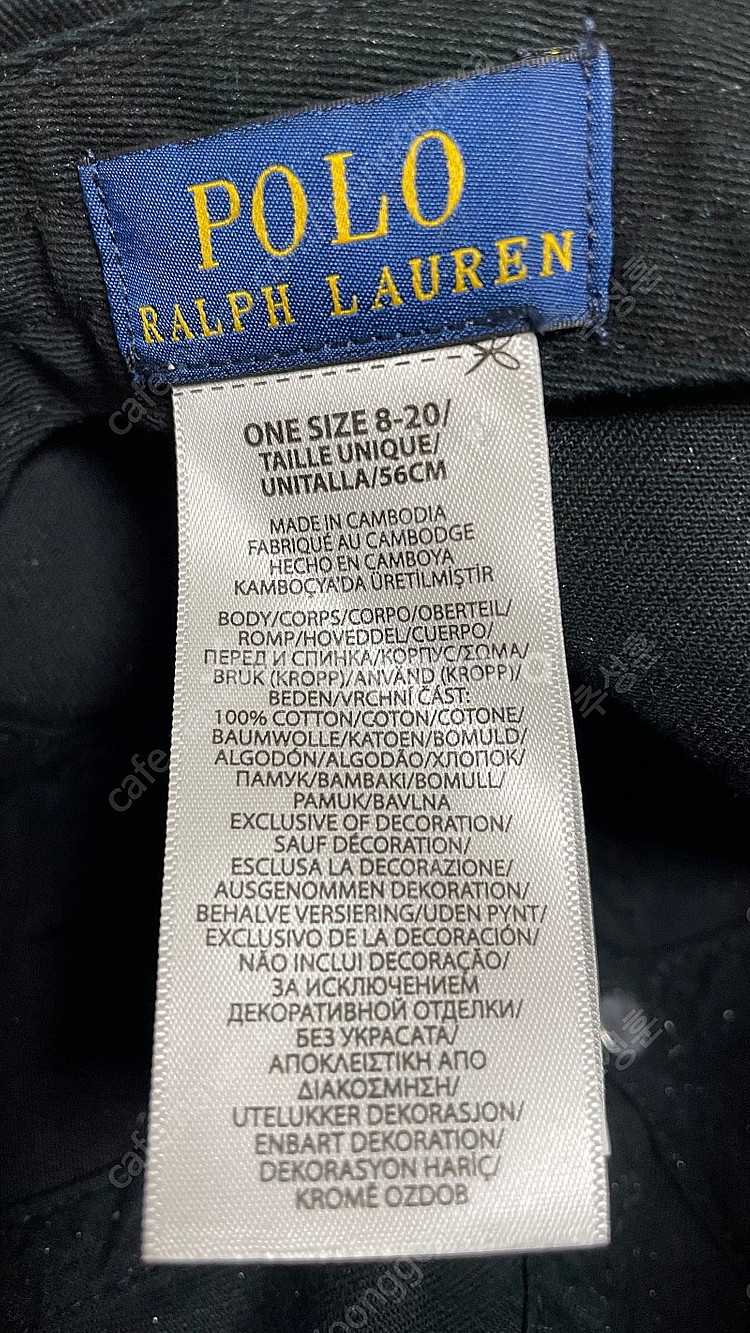 POLO
RALPH LAUREN
ONE SIZE 8-20/
TAILLE UNIQUE/
UNITALLA/56CM
MADE IN CAMBODIA
FABRIQUÉ AU CAMBODGE
HECHO EN CAMBOYA
KAMBOÇYA'DA ÜRETİLMİŞTİR
BODY/CORPS/CORPO/OBERTEIL/
ROMP/HOVEDDEL/CUERPO/
ПЕРЕД И СПИНКА/КОРПУС/ΣΩΜΑ/
BRUK (KROPP)/ANVÄND (KROPP)/
BEDEN/VRCHNÍ ČÁST:
100% COTTON/COTON/COTONE/
BAUMWOLLE/KATOEN/BOMULD/
ALGODÓN/ALGODÃO/ХЛОПОК/
ПАМУК/ΒΑΜΒΑΚΙ/BOMULL/
PAMUK/BAVLNA
EXCLUSIVE OF DECORATION/
SAUF DÉCORATION/
ESCLUSA LA DECORAZIONE/
AUSGENOMMEN DEKORATION/
BEHALVE VERSIERING/UDEN PYNT/
EXCLUSIVO DE LA DECORACIÓN/
NÃO INCLUI DECORAÇÃO/
ЗА ИСКЛЮЧЕНИЕМ
ДЕКОРАТИВНОЙ ОТДЕЛКИ/
БЕЗ УКРАСАТА/
ΑΠΟΚΛΕΙΣΤΙΚΗ ΑΠΟ
ΔΙΑΚΟΣΜΗΣΗ/
UTELUKKER DEKORASJON/
ENBART DEKORATION/
DEKORASYON HARİÇ/
KROMĚ OZDOB